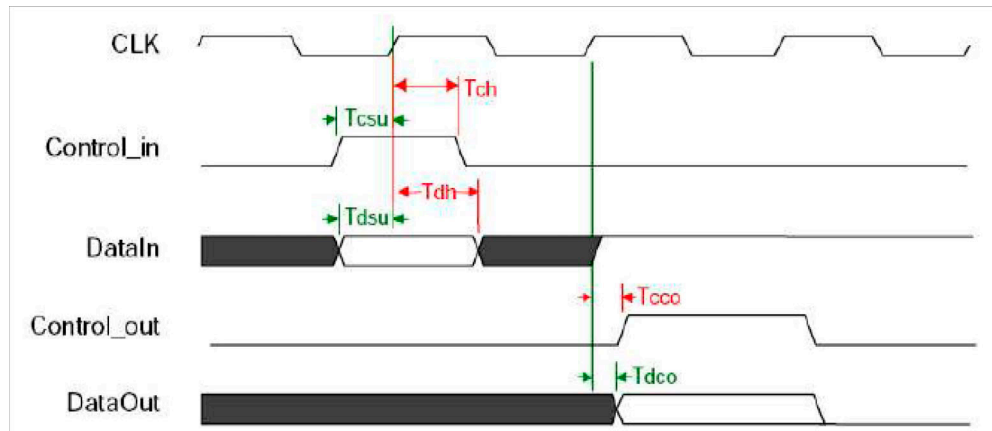 CLK
Tch
Tcsu
Control_in
Tdh
Tdsu
DataIn
Tcco
Control_out
Tdco
DataOut